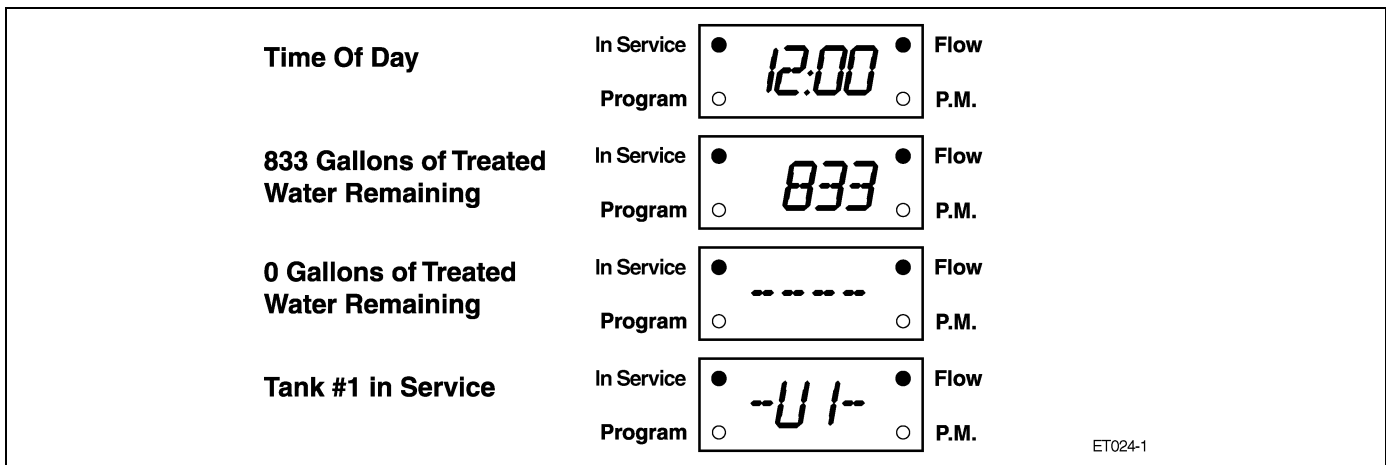 Time Of Day
In Service
12:00
Flow
Program
P.M.
833 Gallons of Treated
Water Remaining
In Service
833
Flow
Program
P.M.
0 Gallons of Treated
Water Remaining
In Service
----
Flow
Program
P.M.
Tank #1 in Service
In Service
-U1-
Flow
Program
P.M.
ET024-1